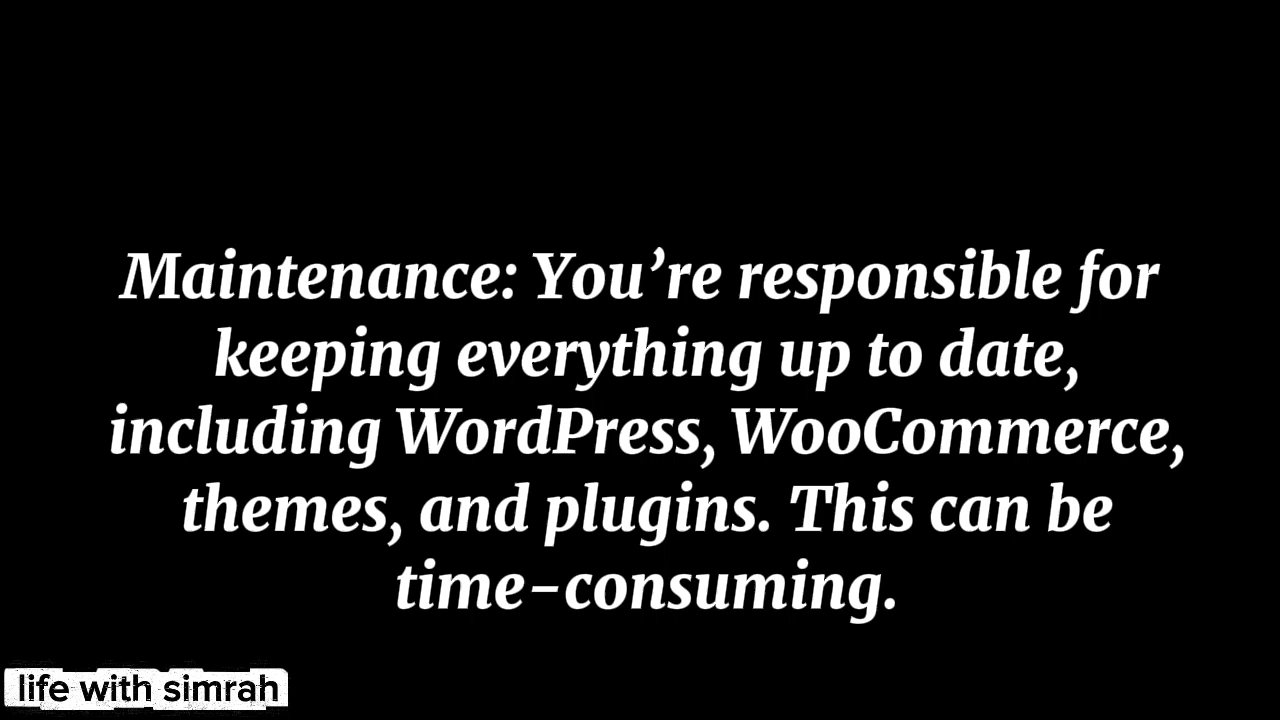 Maintenance: You’re responsible for
keeping everything up to date,
including WordPress, WooCommerce,
themes, and plugins. This can be
time-consuming.
life with simrah